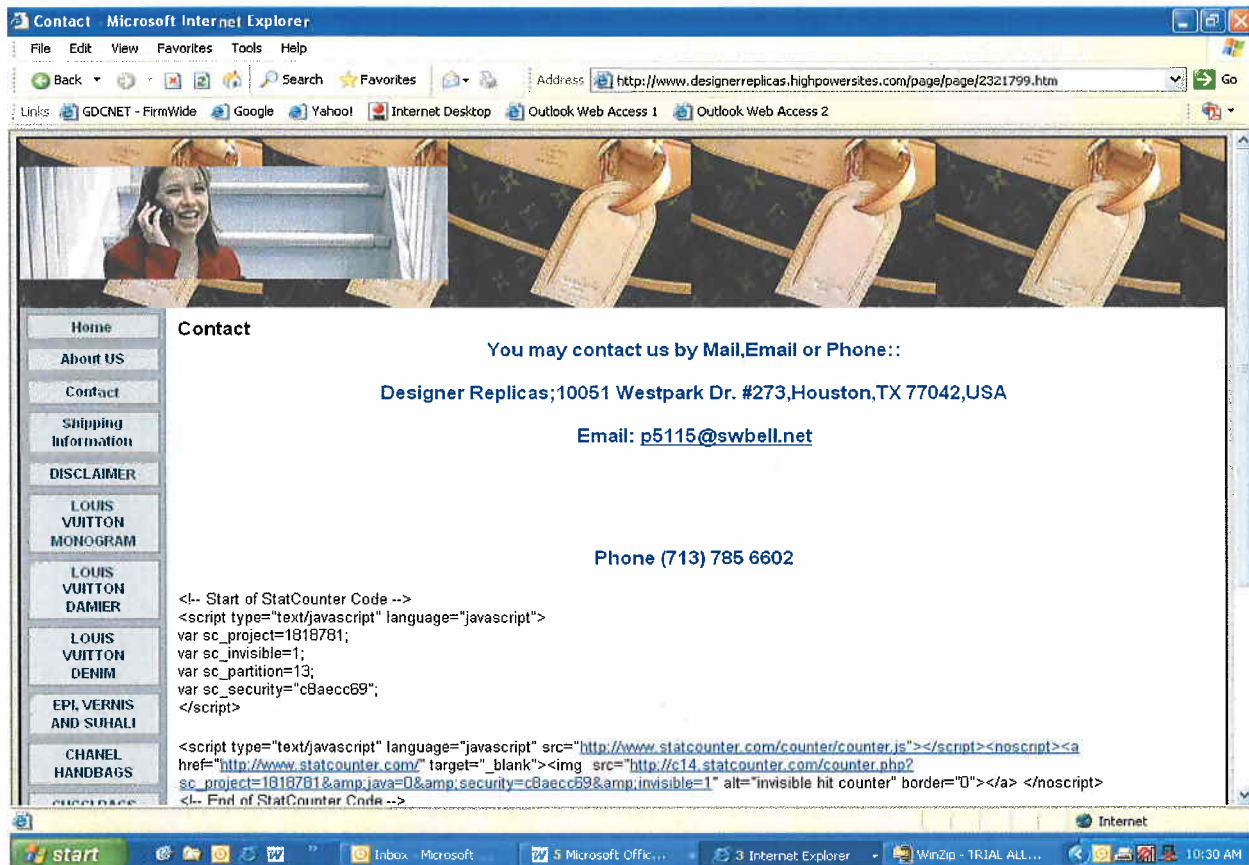 Contact Microsoft Internet Explorer
File Edit View Favorites Tools Help
Back Search Favorites Address http://www.designerreplicas.highpowersites.com/page/page/2321799.htm Go
Links GDCNET - FirmWide Google Yahoo! Internet Desktop Outlook Web Access 1 Outlook Web Access 2
Home
About US
Contact
Shipping
Information
DISCLAIMER
LOUIS
VUITTON
MONOGRAM
LOUIS
VUITTON
DAMIER
LOUIS
VUITTON
DENIM
EPI, VERNIS
AND SUHALI
CHANEL
HANDBAGS
Contact
You may contact us by Mail,Email or Phone::
Designer Replicas;10051 Westpark Dr. #273,Houston,TX 77042,USA
Email: p5115@swbell.net
Phone (713) 785 6602
<!-- Start of StatCounter Code -->
<script type="text/javascript" language="javascript">
var sc_project=1818781;
var sc_invisible=1;
var sc_partition=13;
var sc_security="c8aecc69";
</script>
<script type="text/javascript" language="javascript" src="http://www.statcounter.com/counter/counter.js"></script><noscript><a
href="http://www.statcounter.com/" target="_blank"><img src="http://c14.statcounter.com/counter.php?
sc_project=1818781&amp;java=0&amp;security=c8aecc69&amp;invisible=1" alt="invisible hit counter" border="0"></a> </noscript>
<!-- End of StatCounter Code -->
Internet
start Inbox Microsoft 5 Microsoft Offic... 3 Internet Explorer WinZip - TRIAL ALL... 10:30 AM